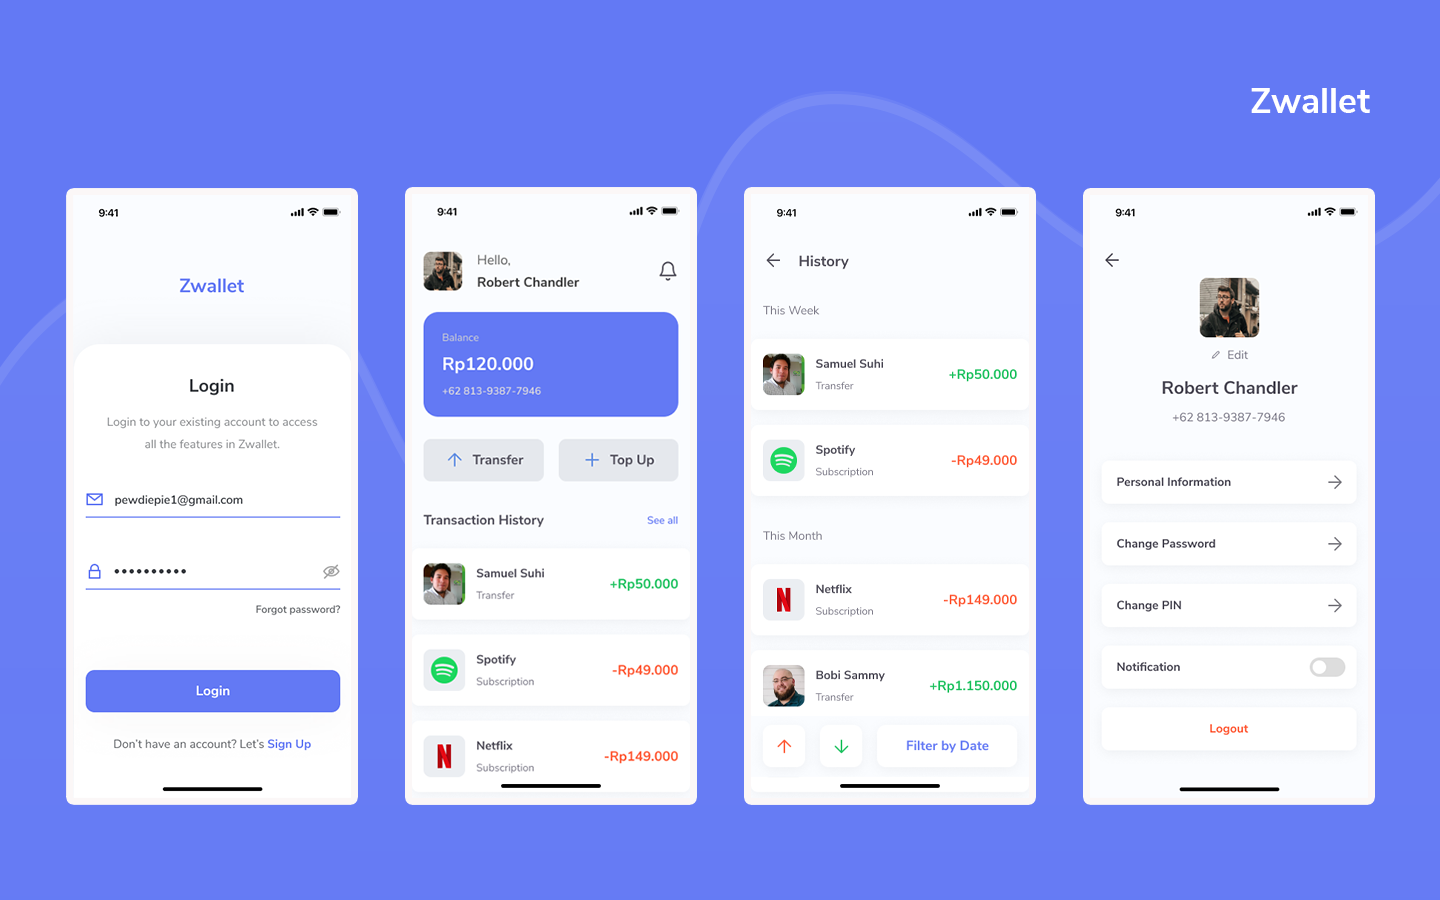 Zwallet
9:41
Zwallet
Login
Login to your existing account to access
all the features in Zwallet.
pewdiepie1@gmail.com
Forgot password?
Login
Don't have an account? Let's Sign Up
9:41
Hello,
Robert Chandler
Balance
Rp120.000
+62 813-9387-7946
Transfer
Top Up
Transaction History
See all
Samuel Suhi
Transfer
+Rp50.000
Spotify
Subscription
-Rp49.000
N
Netflix
Subscription
-Rp149.000
9:41
History
This Week
Samuel Suhi
Transfer
+Rp50.000
Spotify
Subscription
-Rp49.000
This Month
N
Netflix
Subscription
-Rp149.000
Bobi Sammy
Transfer
+Rp1.150.000
Filter by Date
9:41
Edit
Robert Chandler
+62 813-9387-7946
Personal Information
Change Password
Change PIN
Notification
Logout